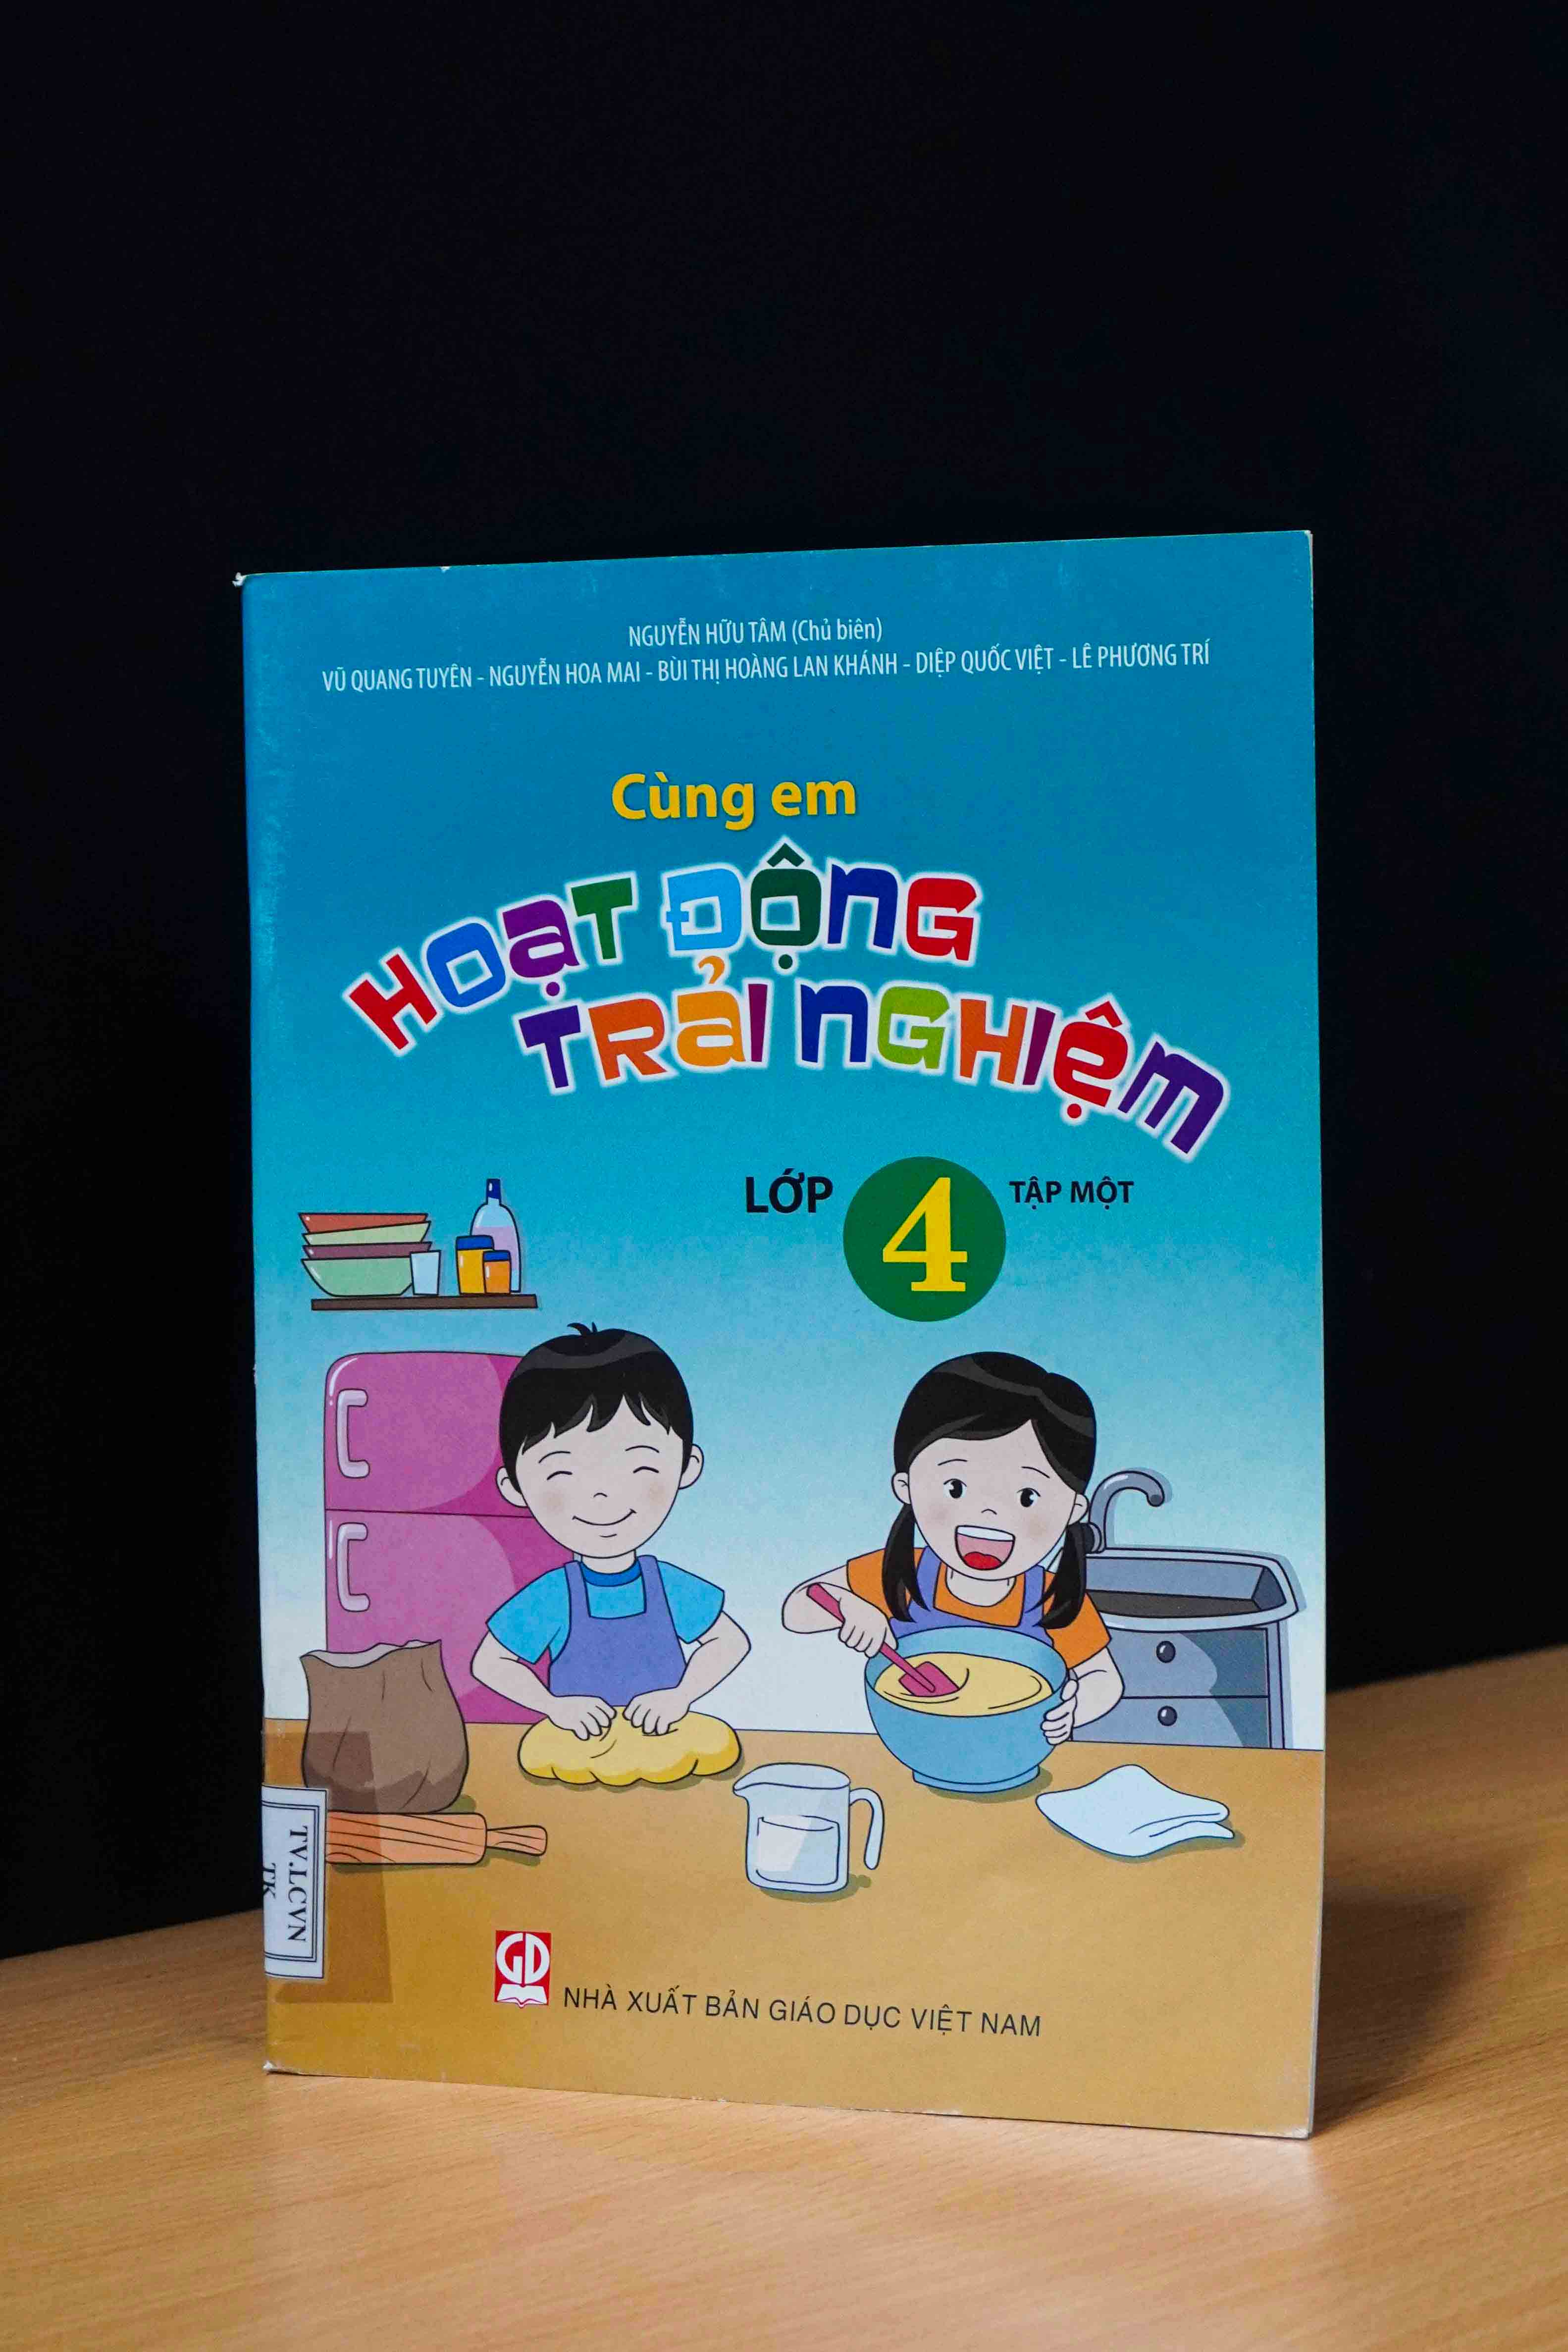 NGUYỄN HỮU TÂM (Chủ biên)
VŨ QUANG TUYÊN - NGUYỄN HOA MAI - BÙI THỊ HOÀNG LAN KHÁNH - DIỆP QUỐC VIỆT - LÊ PHƯƠNG TRÍ
Cùng em
HOẠT ĐỘNG
TRẢI NGHIỆM
LỚP 4 TẬP MỘT
TV.LCVN
TK
GD
NHÀ XUẤT BẢN GIÁO DỤC VIỆT NAM